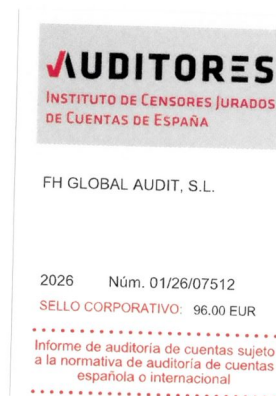 AUDITORES
INSTITUTO DE CENSORES JURADOS
DE CUENTAS DE ESPAÑA
FH GLOBAL AUDIT, S.L.
2026 Núm. 01/26/07512
SELLO CORPORATIVO: 96.00 EUR
Informe de auditoría de cuentas sujeto
a la normativa de auditoría de cuentas
española o internacional